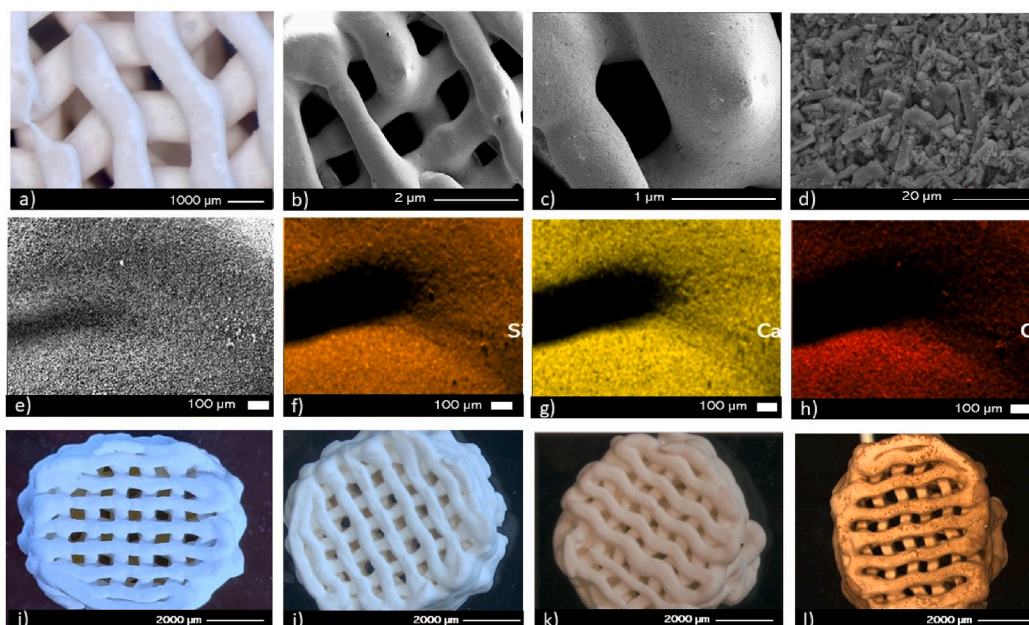 a) 1000 µm
b) 2 µm
c) 1 µm
d) 20 µm
Si
Ca
e) 100 µm
f) 100 µm
g) 100 µm
h) 100 µm
i) 2000 µm
j) 2000 µm
k) 2000 µm
l) 2000 µm